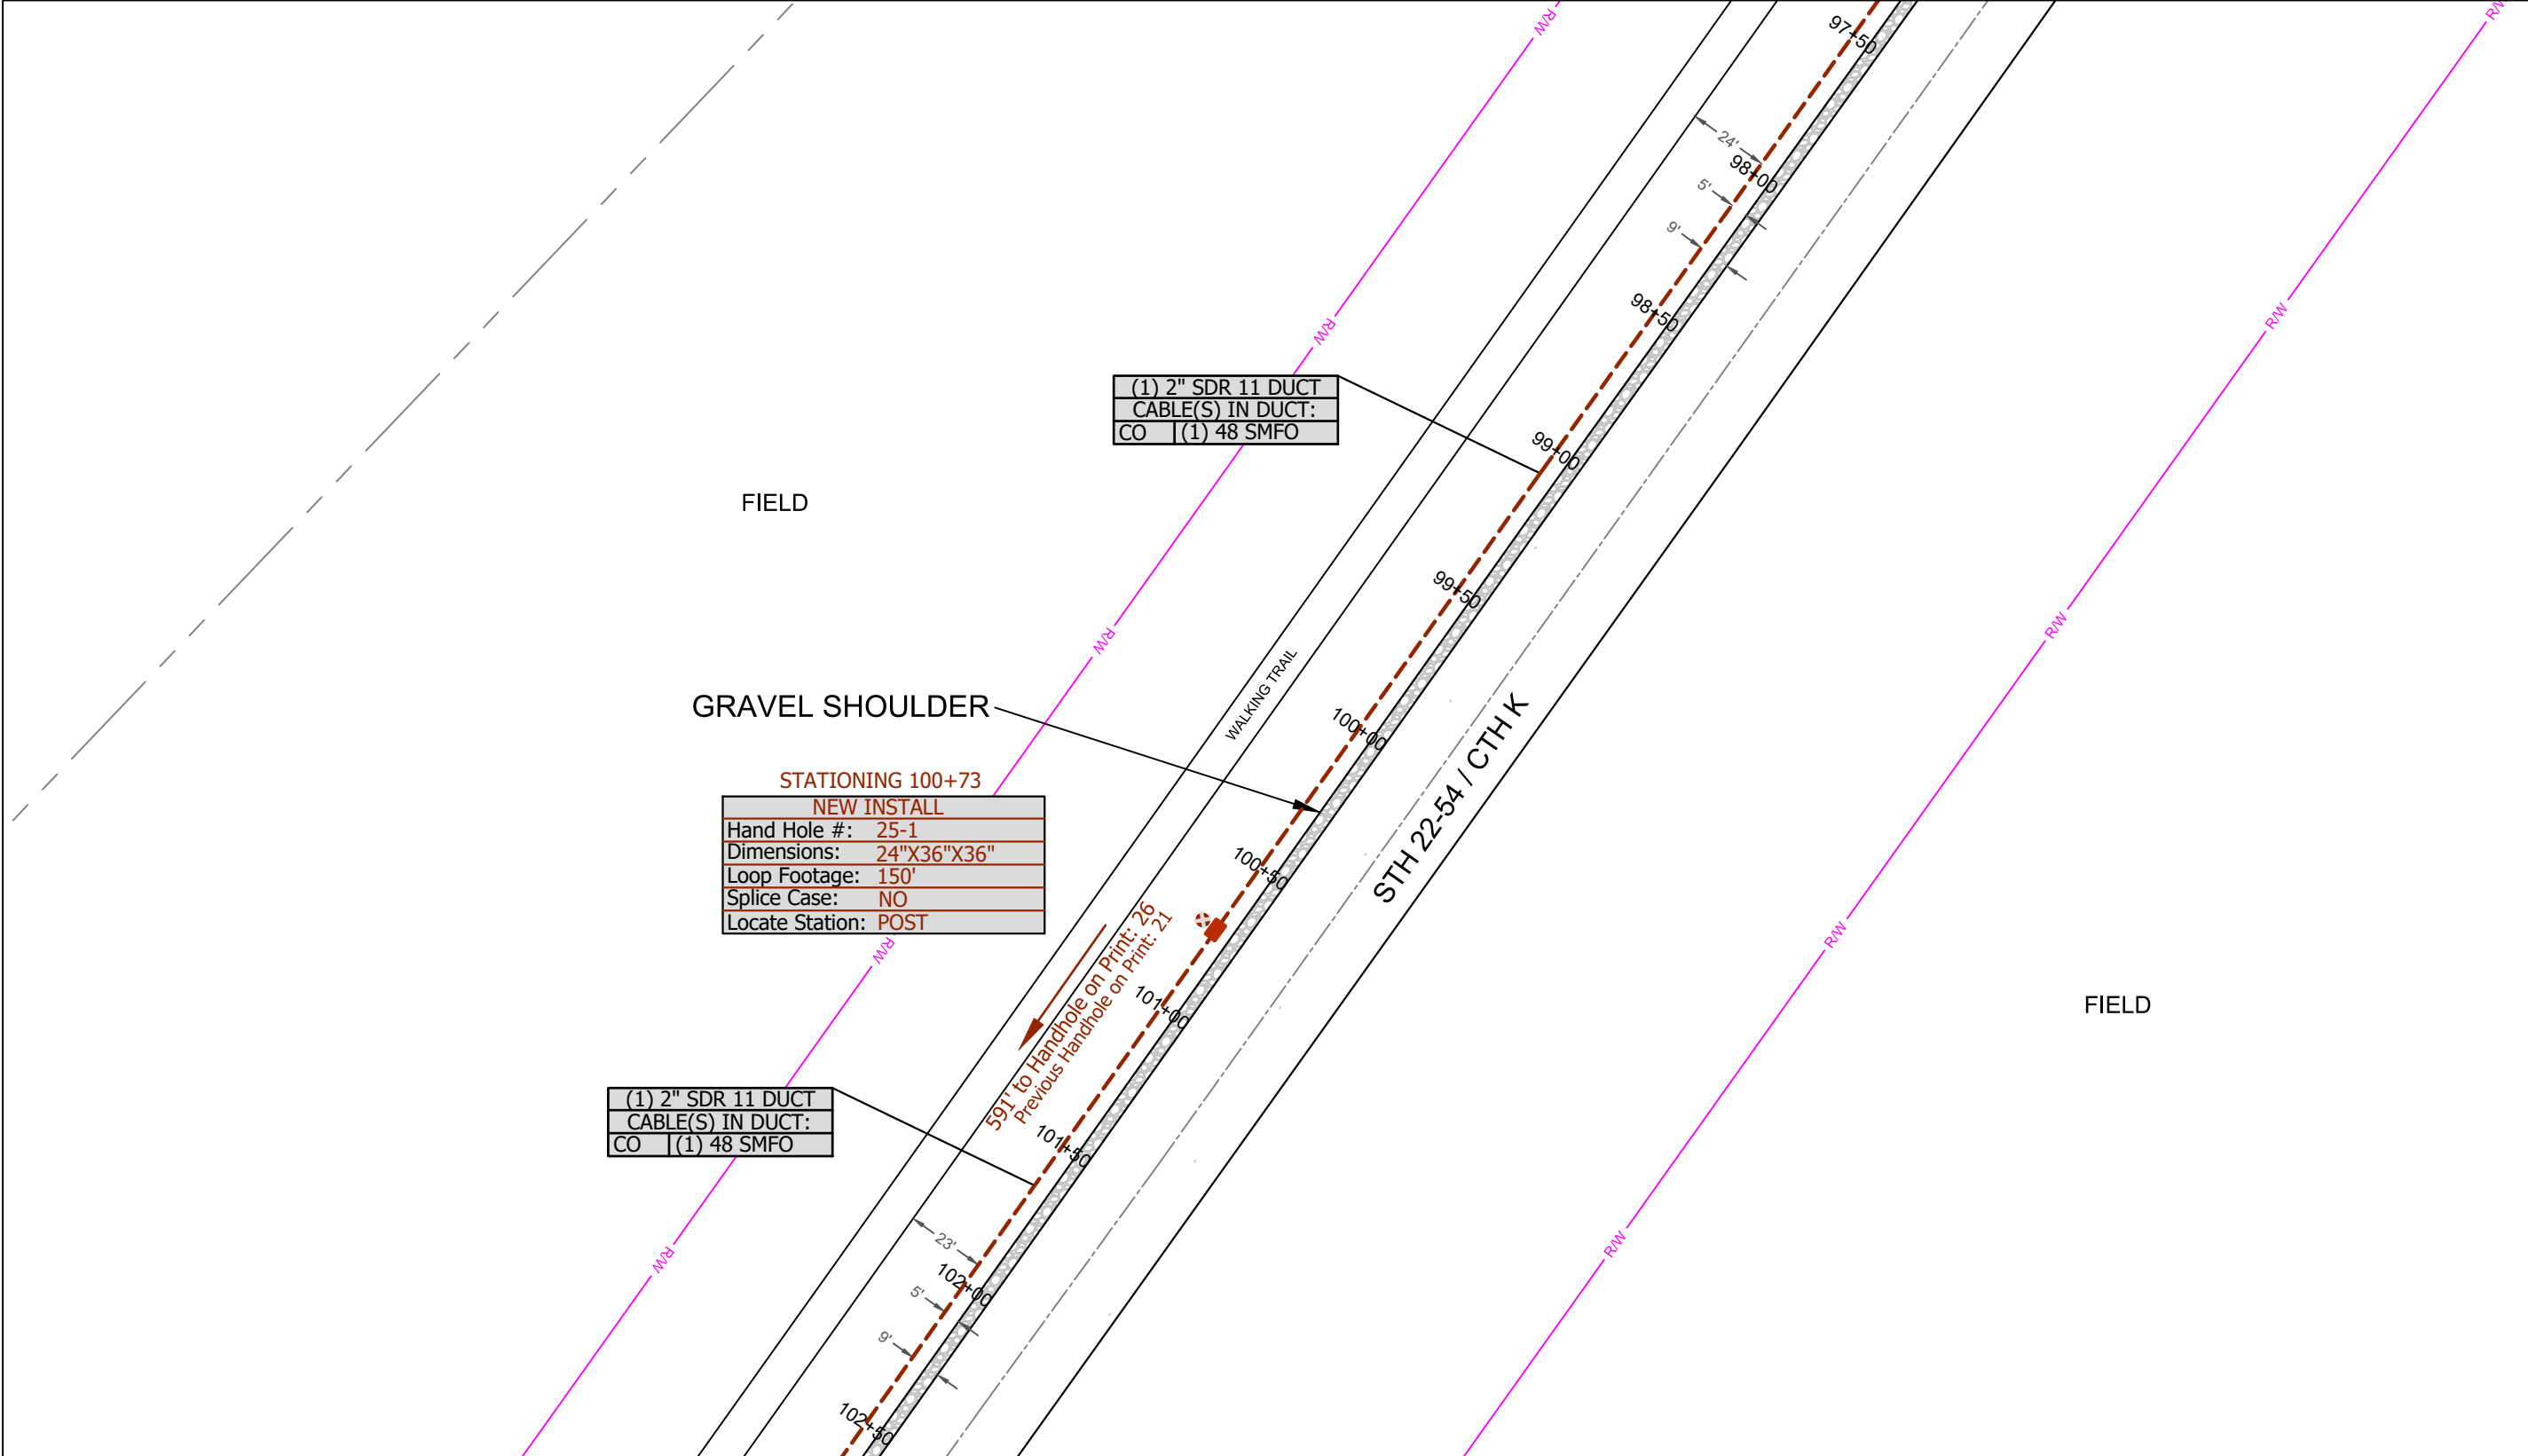 R/W
R/W
97+50
24'
98+00
5'
9'
98+50
R/W
R/W
(1) 2" SDR 11 DUCT
CABLE(S) IN DUCT:
CO (1) 48 SMFO
99+00
FIELD
99+50
R/W
R/W
WALKING TRAIL
GRAVEL SHOULDER
100+00
STH 22-54 / CTH K
STATIONING 100+73
NEW INSTALL
Hand Hole #: 25-1
Dimensions: 24"X36"X36"
Loop Footage: 150'
Splice Case: NO
Locate Station: POST
100+50
R/W
R/W
591' to Handhole on Print: 26
Previous Handhole on Print: 21
101+00
FIELD
(1) 2" SDR 11 DUCT
CABLE(S) IN DUCT:
CO (1) 48 SMFO
101+50
23'
R/W
R/W
102+00
5'
9'
102+50